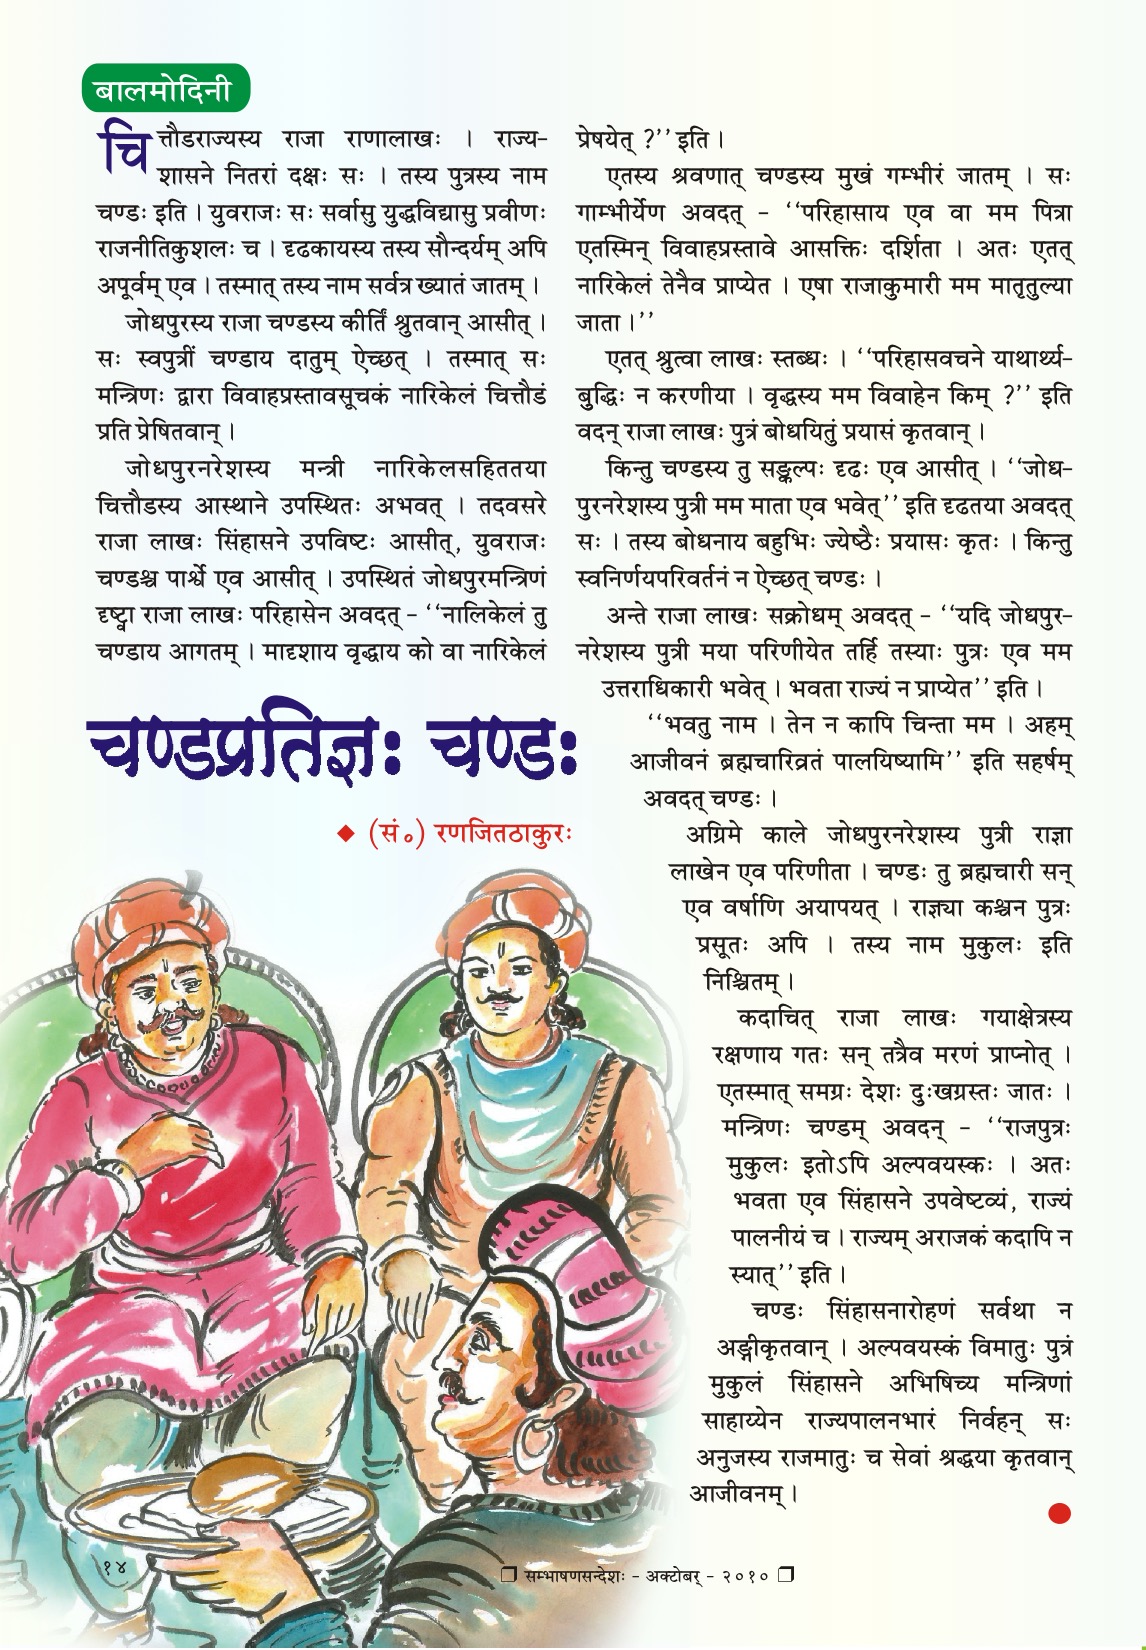 बालमोदिनी
चित्तौडराज्यस्य राजा राणालाखः । राज्य-
शासने नितरां दक्षः सः । तस्य पुत्रस्य नाम
चण्डः इति । युवराजः सः सर्वासु युद्धविद्यासु प्रवीणः
राजनीतिकुशलः च । दृढकायस्य तस्य सौन्दर्यम् अपि
अपूर्वम् एव । तस्मात् तस्य नाम सर्वत्र ख्यातं जातम् ।
जोधपुरस्य राजा चण्डस्य कीर्तिं श्रुतवान् आसीत् ।
सः स्वपुत्रीं चण्डाय दातुम् ऐच्छत् । तस्मात् सः
मन्त्रिणः द्वारा विवाहप्रस्तावसूचकं नारिकेलं चित्तौडं
प्रति प्रेषितवान् ।
जोधपुरनरेशस्य मन्त्री नारिकेलसहिततया
चित्तौडस्य आस्थाने उपस्थितः अभवत् । तदवसरे
राजा लाखः सिंहासने उपविष्टः आसीत्, युवराजः
चण्डश्च पार्श्वे एव आसीत् । उपस्थितं जोधपुरमन्त्रिणं
दृष्ट्वा राजा लाखः परिहासेन अवदत् - ‘‘नालिकेलं तु
चण्डाय आगतम् । मादृशाय वृद्धाय को वा नारिकेलं
प्रेषयेत् ?’’ इति ।
एतस्य श्रवणात् चण्डस्य मुखं गम्भीरं जातम् । सः
गाम्भीर्येण अवदत् - ‘‘परिहासाय एव वा मम पित्रा
एतस्मिन् विवाहप्रस्तावे आसक्तिः दर्शिता । अतः एतत्
नारिकेलं तेनैव प्राप्येत । एषा राजाकुमारी मम मातृतुल्या
जाता ।’’
एतत् श्रुत्वा लाखः स्तब्धः । ‘‘परिहासवचने याथार्थ्य-
बुद्धिः न करणीया । वृद्धस्य मम विवाहेन किम् ?’’ इति
वदन् राजा लाखः पुत्रं बोधयितुं प्रयासं कृतवान् ।
किन्तु चण्डस्य तु सङ्कल्पः दृढः एव आसीत् । ‘‘जोध-
पुरनरेशस्य पुत्री मम माता एव भवेत्’’ इति दृढतया अवदत्
सः । तस्य बोधनाय बहुभिः ज्येष्ठैः प्रयासः कृतः । किन्तु
स्वनिर्णयपरिवर्तनं न ऐच्छत् चण्डः ।
अन्ते राजा लाखः सक्रोधम् अवदत् - ‘‘यदि जोधपुर-
नरेशस्य पुत्री मया परिणीयेत तर्हि तस्याः पुत्रः एव मम
उत्तराधिकारी भवेत् । भवता राज्यं न प्राप्येत’’ इति ।
‘‘भवतु नाम । तेन न कापि चिन्ता मम । अहम्
आजीवनं ब्रह्मचारिव्रतं पालयिष्यामि’’ इति सहर्षम्
अवदत् चण्डः ।
अग्रिमे काले जोधपुरनरेशस्य पुत्री राज्ञा
लाखेन एव परिणीता । चण्डः तु ब्रह्मचारी सन्
एव वर्षाणि अयापयत् । राज्ञ्या कश्चन पुत्रः
प्रसूतः अपि । तस्य नाम मुकुलः इति
निश्चितम् ।
कदाचित् राजा लाखः गयाक्षेत्रस्य
रक्षणाय गतः सन् तत्रैव मरणं प्राप्नोत् ।
एतस्मात् समग्रः देशः दुःखग्रस्तः जातः ।
मन्त्रिणः चण्डम् अवदन् - ‘‘राजपुत्रः
मुकुलः इतोऽपि अल्पवयस्कः । अतः
भवता एव सिंहासने उपवेष्टव्यं, राज्यं
पालनीयं च । राज्यम् अराजकं कदापि न
स्यात्’’ इति ।
चण्डः सिंहासनारोहणं सर्वथा न
अङ्गीकृतवान् । अल्पवयस्कं विमातुः पुत्रं
मुकुलं सिंहासने अभिषिच्य मन्त्रिणां
साहाय्येन राज्यपालनभारं निर्वहन् सः
अनुजस्य राजमातुः च सेवां श्रद्धया कृतवान्
आजीवनम् ।
चण्डप्रतिज्ञः चण्डः
◆ (सं०) रणजितठाकुरः
१४
❒ सम्भाषणसन्देशः - अक्टोबर् - २०१० ❒